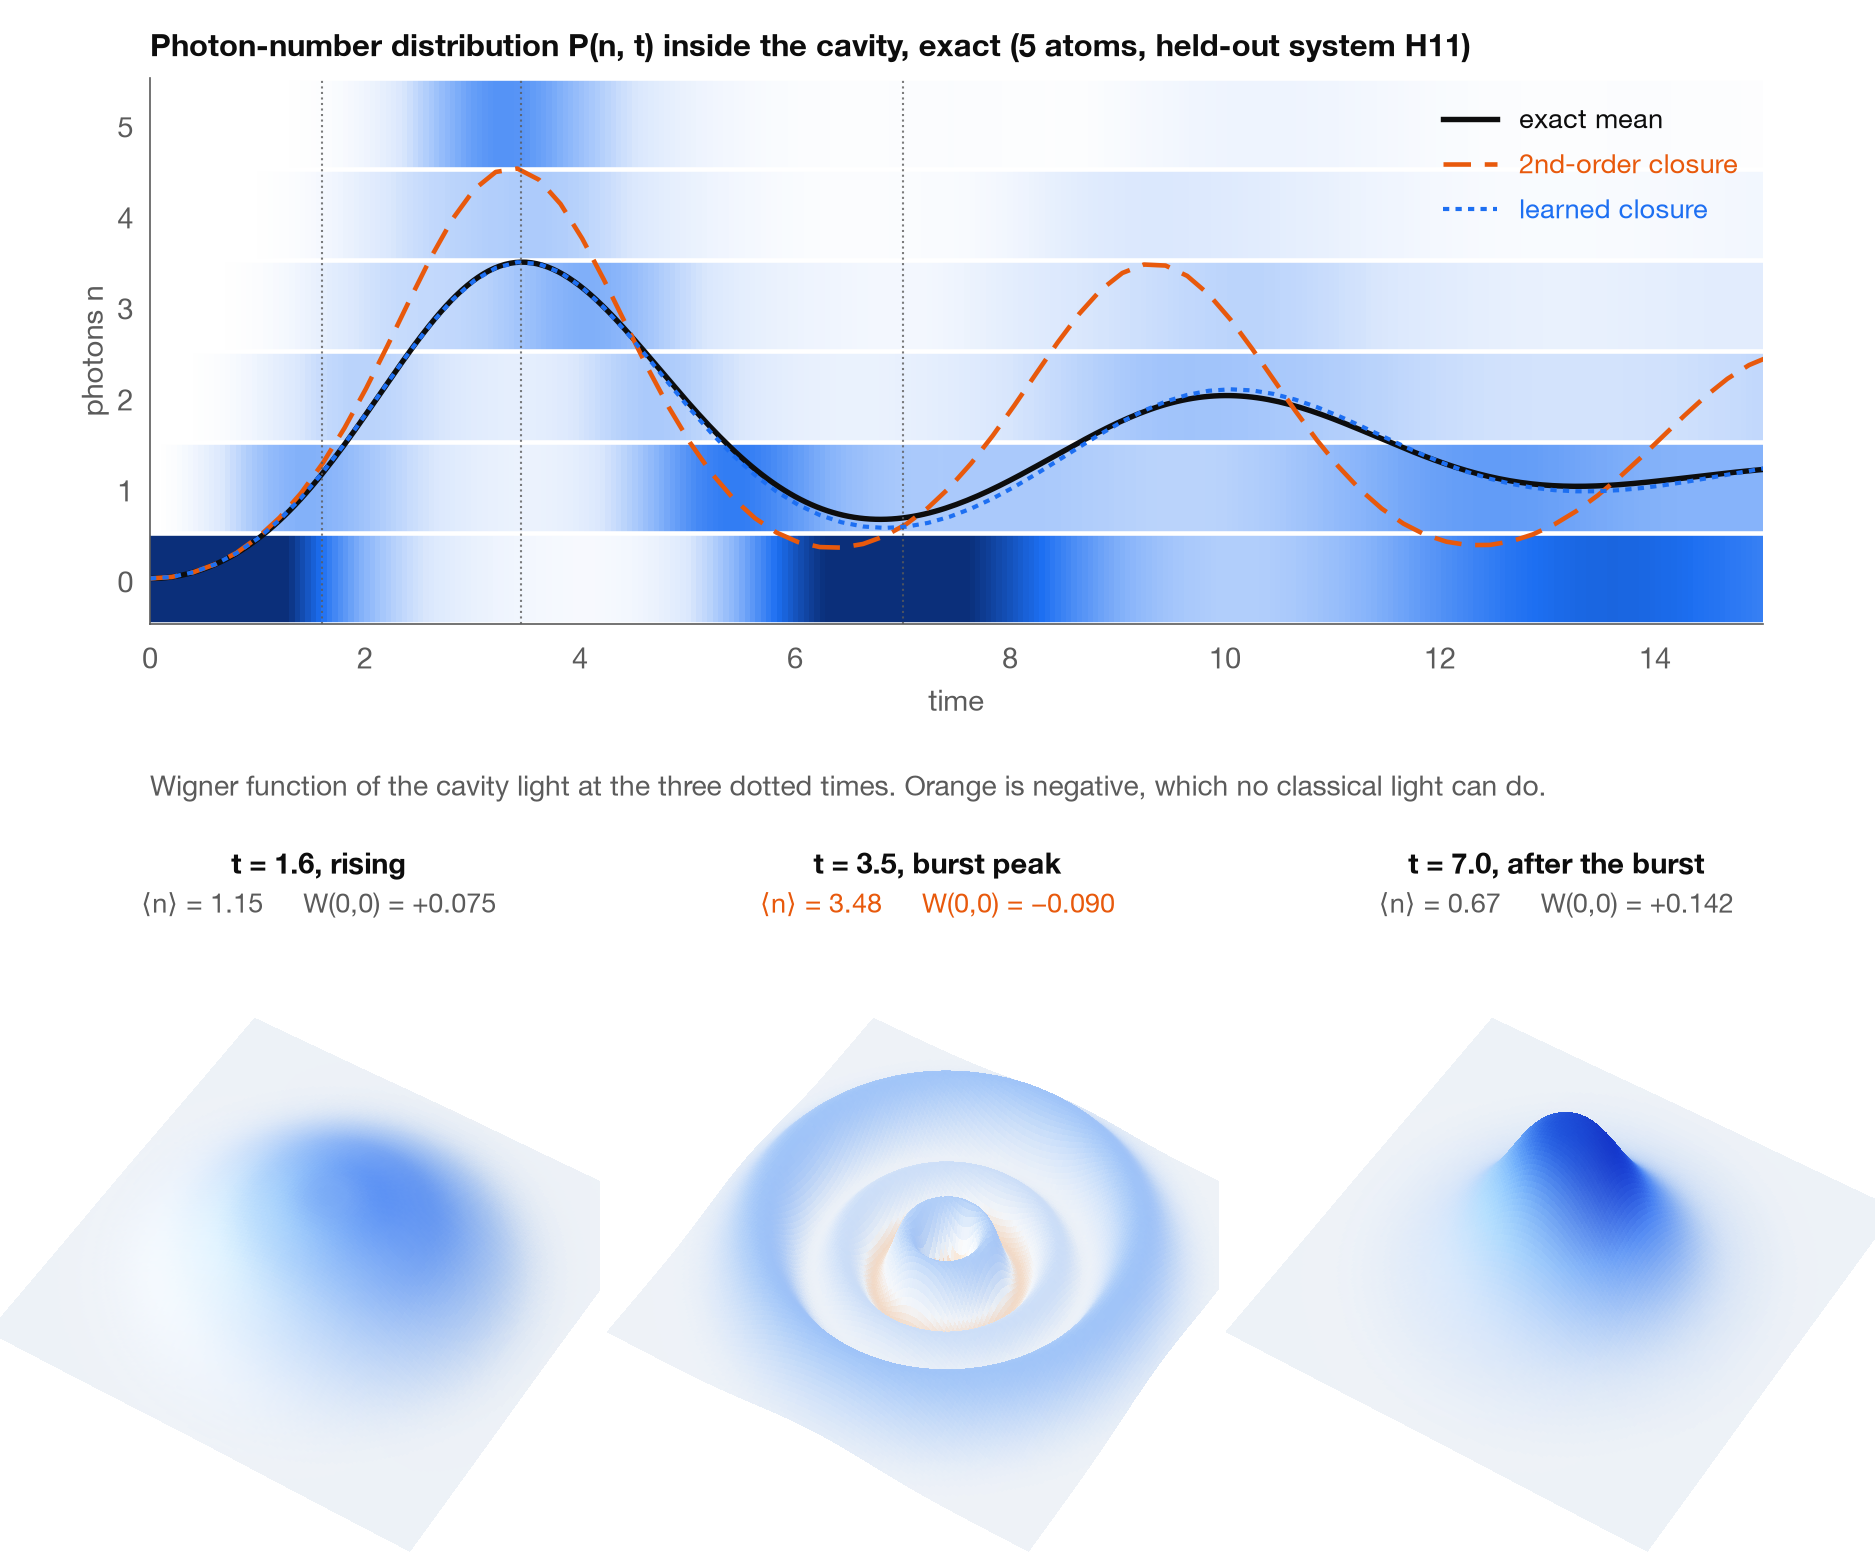 Photon-number distribution P(n, t) inside the cavity, exact (5 atoms, held-out system H11)
exact mean
2nd-order closure
learned closure
photons n
5
4
3
2
1
0
0 2 4 6 8 10 12 14
time
Wigner function of the cavity light at the three dotted times. Orange is negative, which no classical light can do.
t = 1.6, rising
⟨n⟩ = 1.15 W(0,0) = +0.075
t = 3.5, burst peak
⟨n⟩ = 3.48 W(0,0) = −0.090
t = 7.0, after the burst
⟨n⟩ = 0.67 W(0,0) = +0.142